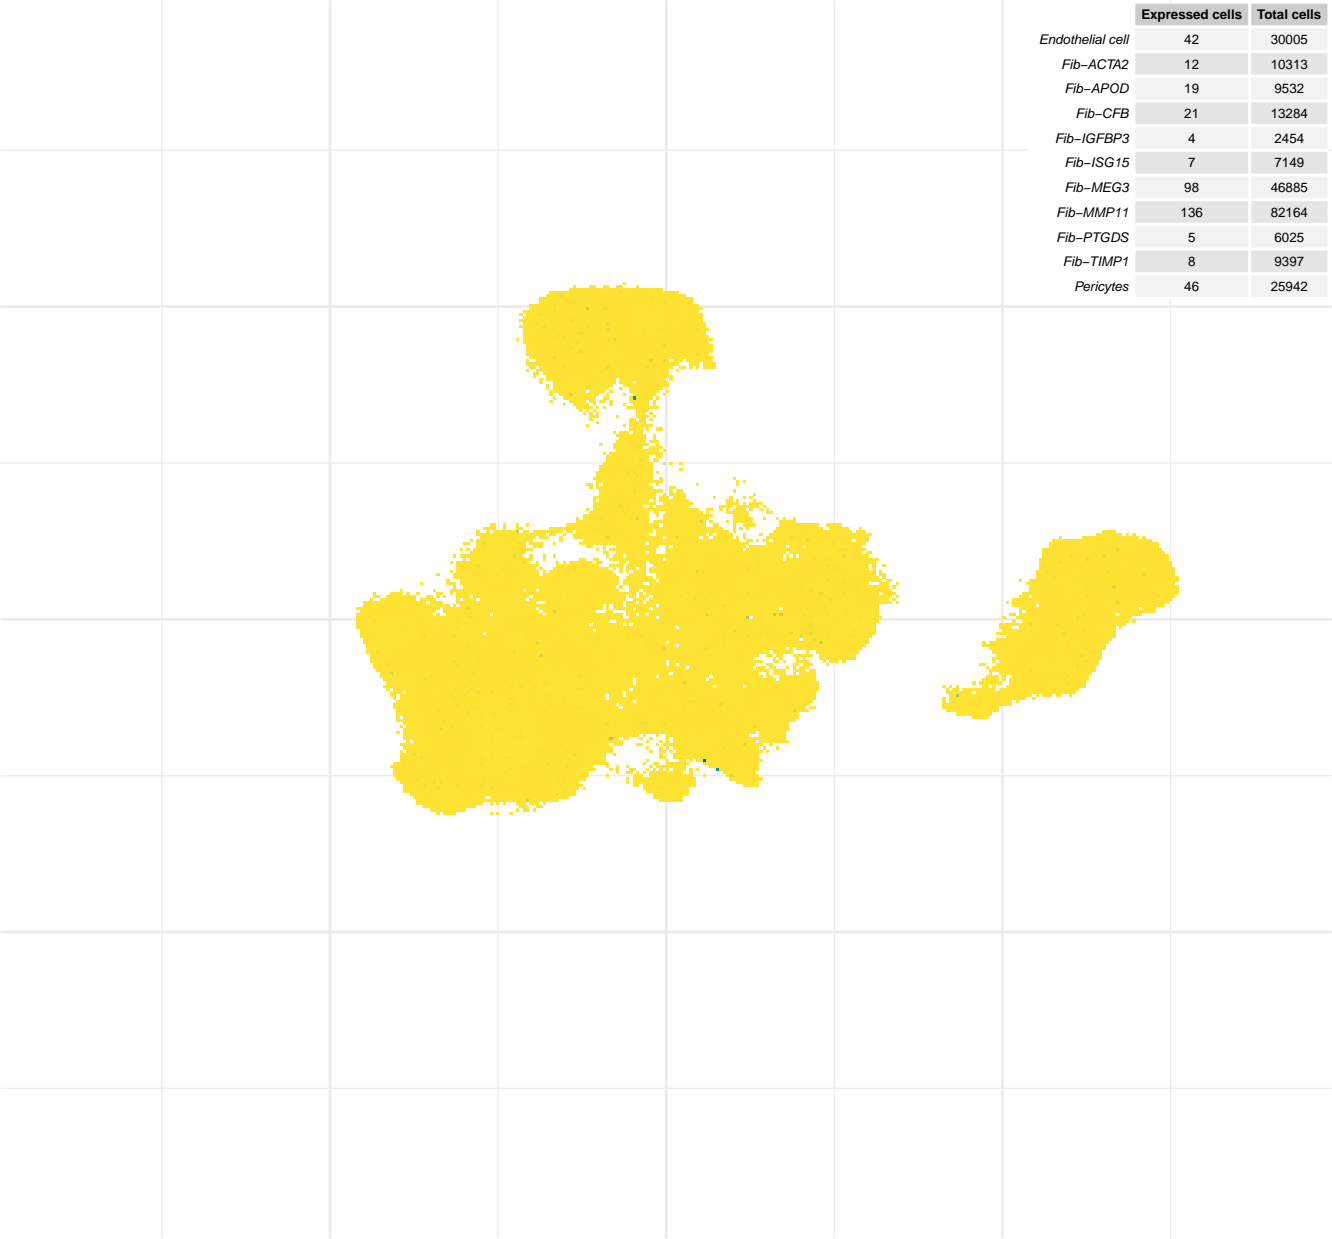 Expressed cells Total cells
Endothelial cell 42 30005
Fib−ACTA2 12 10313
Fib−APOD 19 9532
Fib−CFB 21 13284
Fib−IGFBP3 4 2454
Fib−ISG15 7 7149
Fib−MEG3 98 46885
Fib−MMP11 136 82164
Fib−PTGDS 5 6025
Fib−TIMP1 8 9397
Pericytes 46 25942